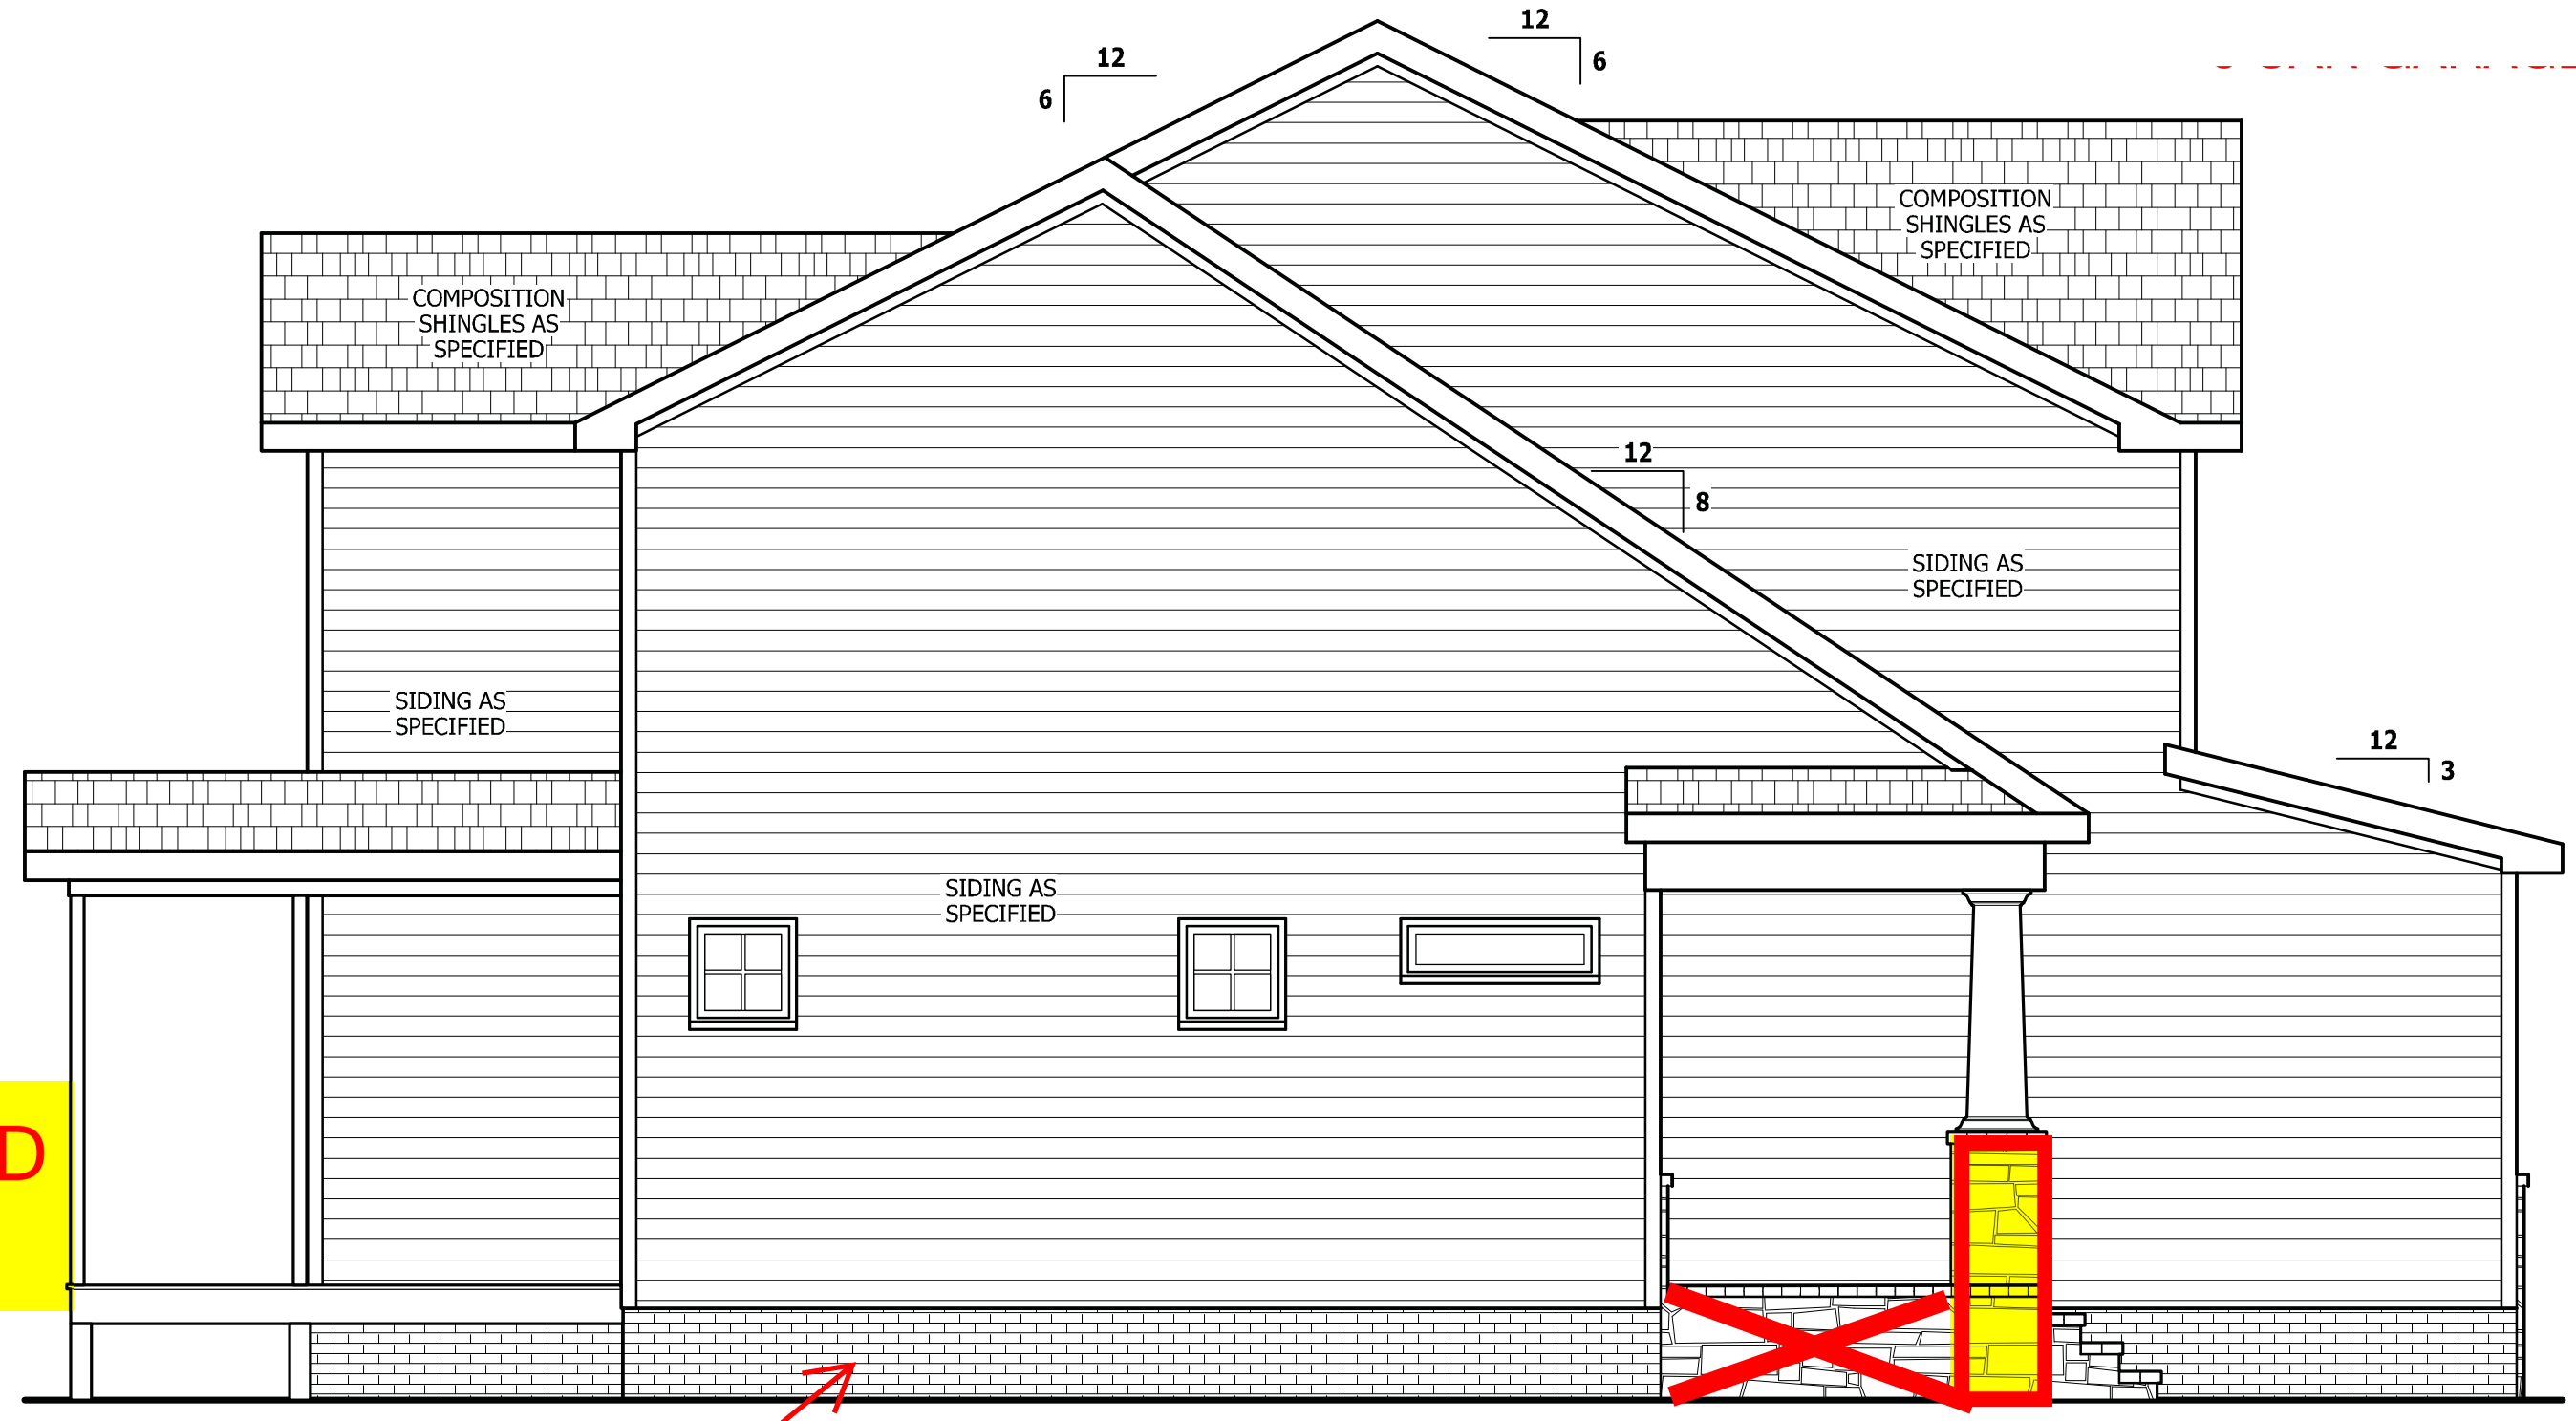 12
6
12
6
COMPOSITION
SHINGLES AS
SPECIFIED
COMPOSITION
SHINGLES AS
SPECIFIED
12
8
SIDING AS
SPECIFIED
SIDING AS
SPECIFIED
12
3
SIDING AS
SPECIFIED
D